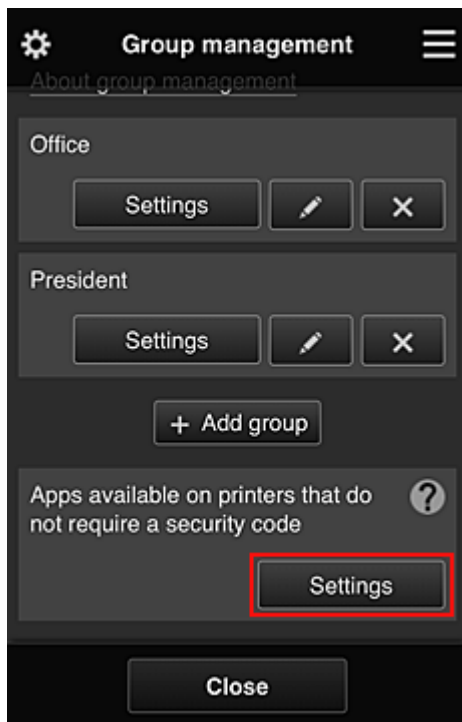 Group management
About group management
Office
Settings
President
Settings
+ Add group
Apps available on printers that do
not require a security code
?
Settings
Close